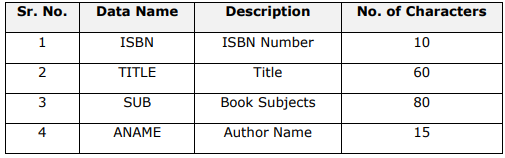 Sr. No. Data Name Description No. of Characters
1 ISBN ISBN Number 10
2 TITLE Title 60
3 SUB Book Subjects 80
4 ANAME Author Name 15